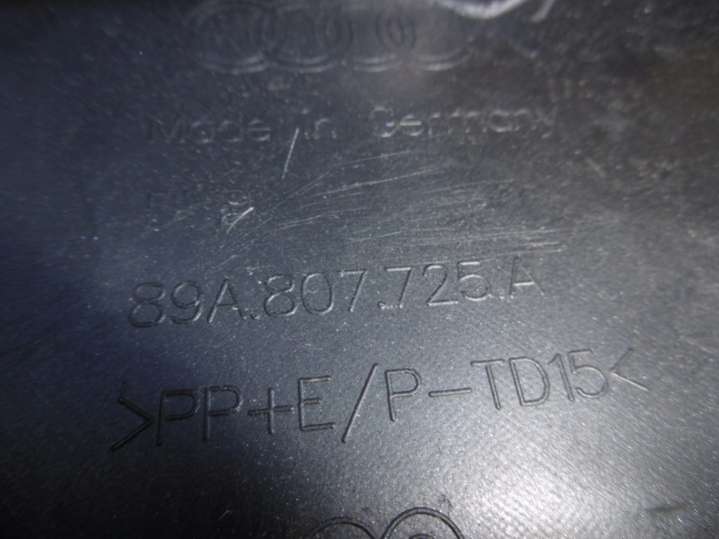 Made in Germany
89A.807.725.A
>PP+E/P-TD15<